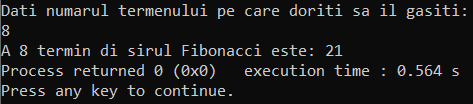 Dati numarul termenului pe care doriti sa il gasiti:
8
A 8 termin di sirul Fibonacci este: 21
Process returned 0 (0x0)   execution time : 0.564 s
Press any key to continue.